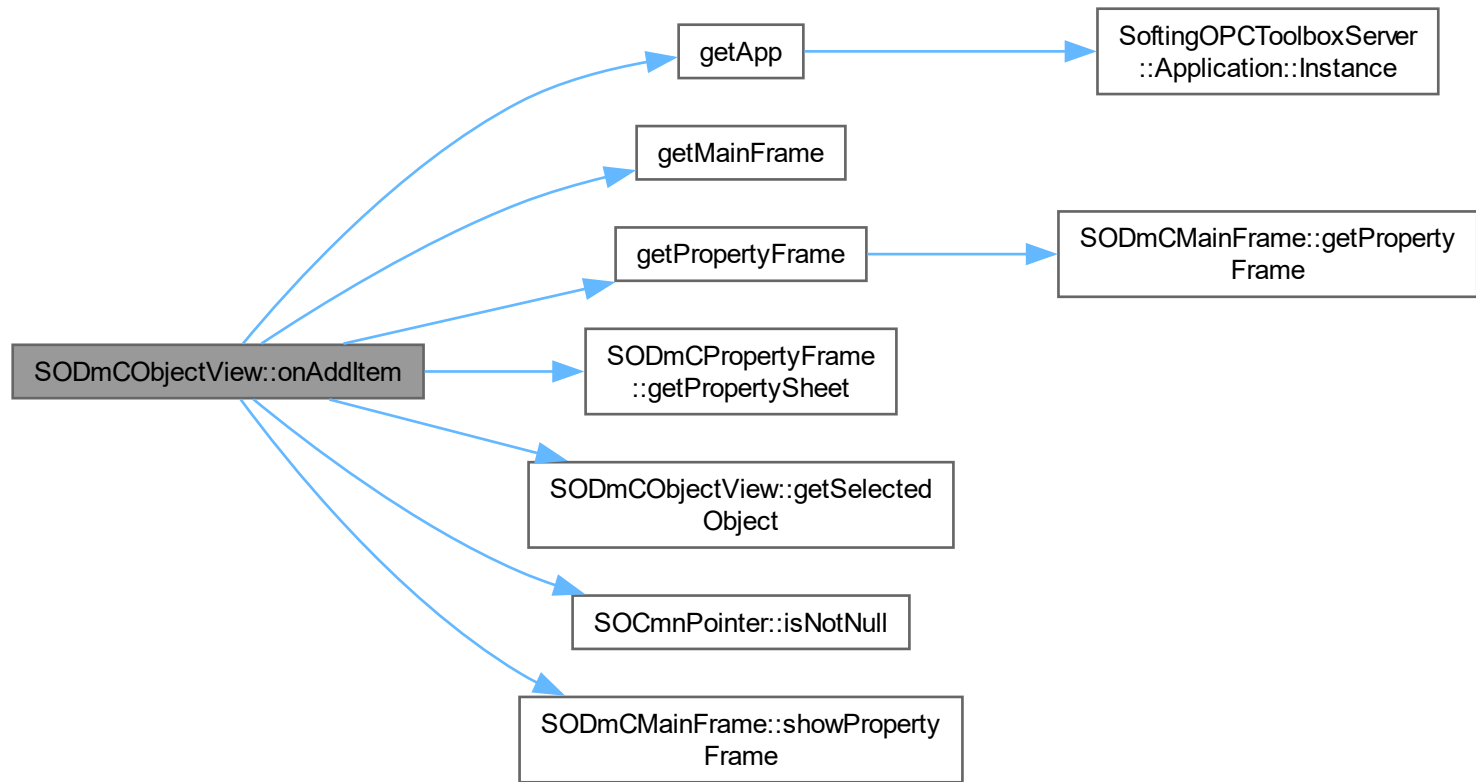 getApp
SoftingOPCToolboxServer
::Application::Instance
getMainFrame
getPropertyFrame
SODmCMainFrame::getProperty
Frame
SODmCObjectView::onAddItem
SODmCPropertyFrame
::getPropertySheet
SODmCObjectView::getSelected
Object
SOCmnPointer::isNotNull
SODmCMainFrame::showProperty
Frame